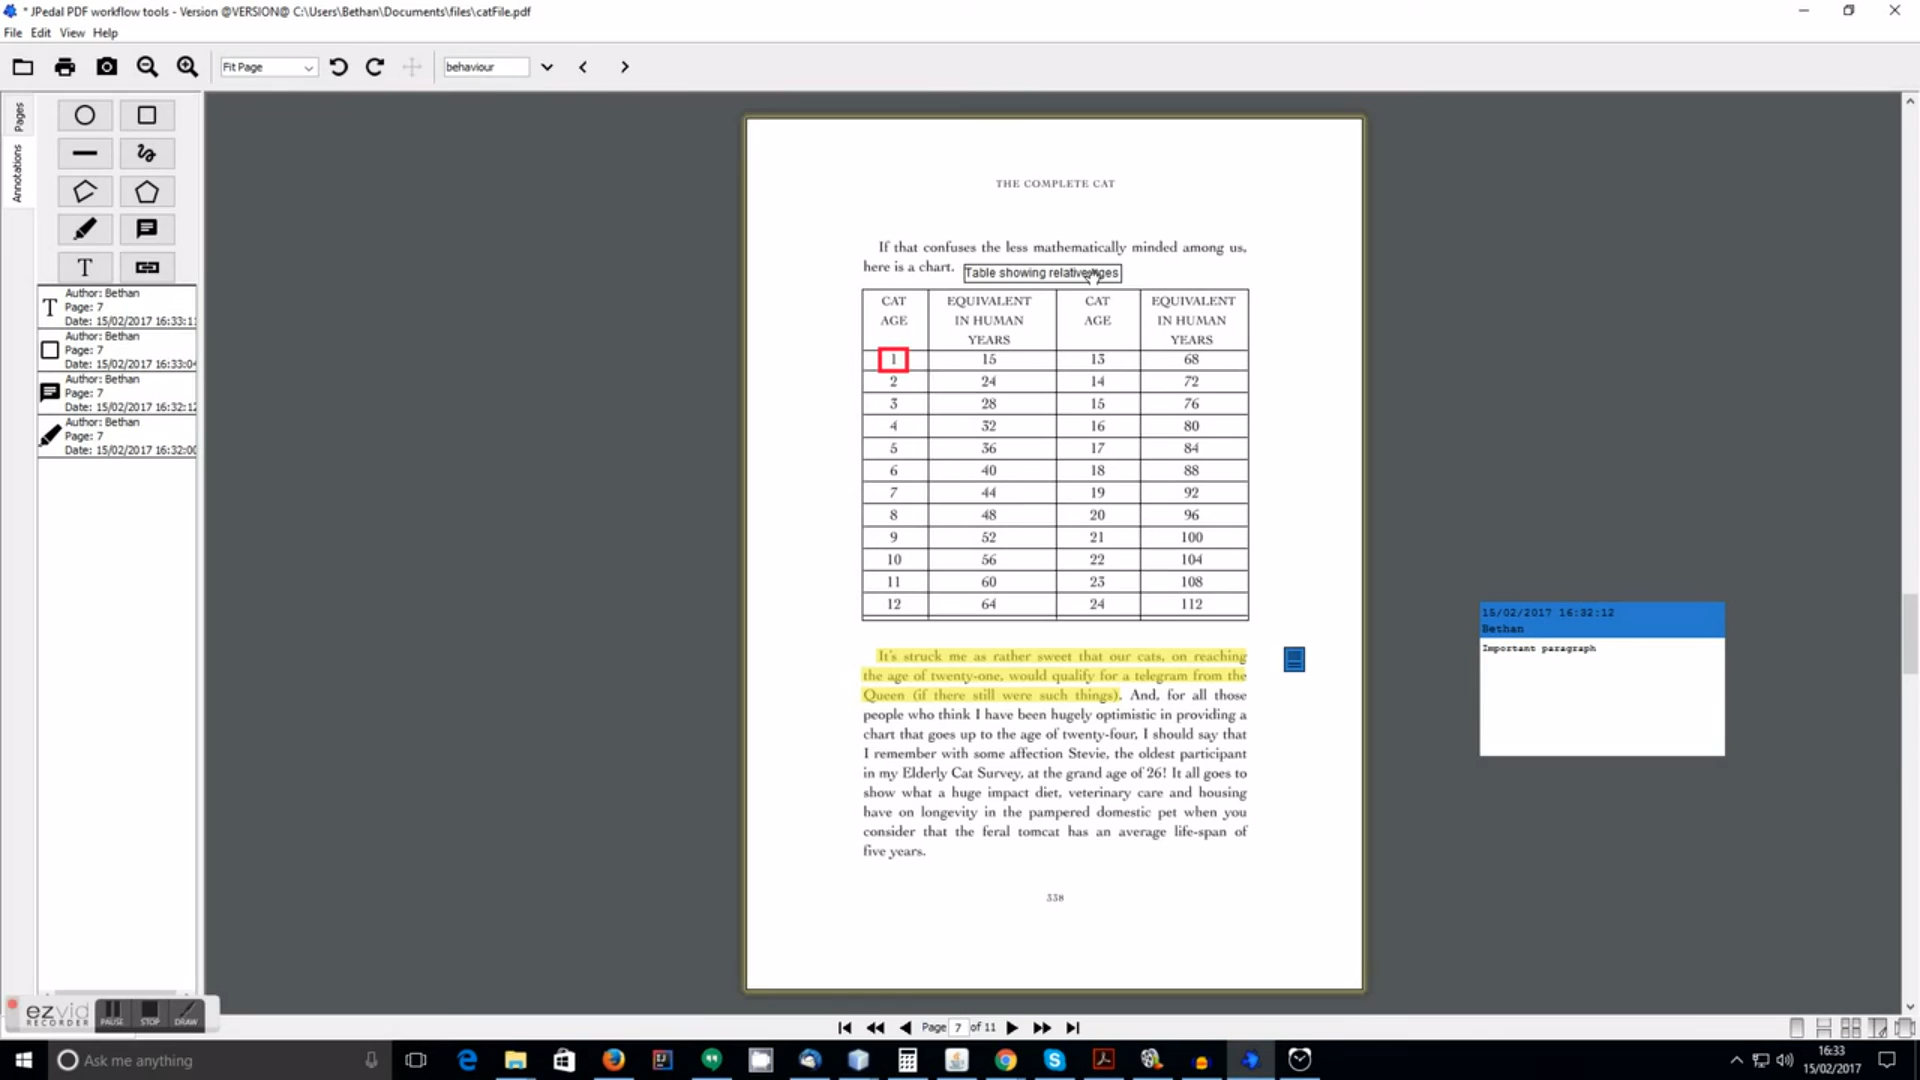 * JPedal PDF workflow tools - Version @VERSION@ C:\Users\Bethan\Documents\files\catFile.pdf
File Edit View Help
Fit Page
behaviour
Pages
Annotations
T
Author: Bethan
Page: 7
Date: 15/02/2017 16:33:11
Author: Bethan
Page: 7
Date: 15/02/2017 16:33:04
Author: Bethan
Page: 7
Date: 15/02/2017 16:32:12
Author: Bethan
Page: 7
Date: 15/02/2017 16:32:00
THE COMPLETE CAT
If that confuses the less mathematically minded among us,
here is a chart.
Table showing relative ages
CAT AGE EQUIVALENT IN HUMAN YEARS CAT AGE EQUIVALENT IN HUMAN YEARS
1 15 13 68
2 24 14 72
3 28 15 76
4 32 16 80
5 36 17 84
6 40 18 88
7 44 19 92
8 48 20 96
9 52 21 100
10 56 22 104
11 60 23 108
12 64 24 112
It's struck me as rather sweet that our cats, on reaching
the age of twenty-one, would qualify for a telegram from the
Queen (if there still were such things). And, for all those
people who think I have been hugely optimistic in providing a
chart that goes up to the age of twenty-four, I should say that
I remember with some affection Stevie, the oldest participant
in my Elderly Cat Survey, at the grand age of 26! It all goes to
show what a huge impact diet, veterinary care and housing
have on longevity in the pampered domestic pet when you
consider that the feral tomcat has an average life-span of
five years.
338
15/02/2017 16:32:12
Bethan
Important paragraph
ezvid
RECORDER
PAUSE STOP DRAW
Page 7 of 11
Ask me anything
16:33
15/02/2017